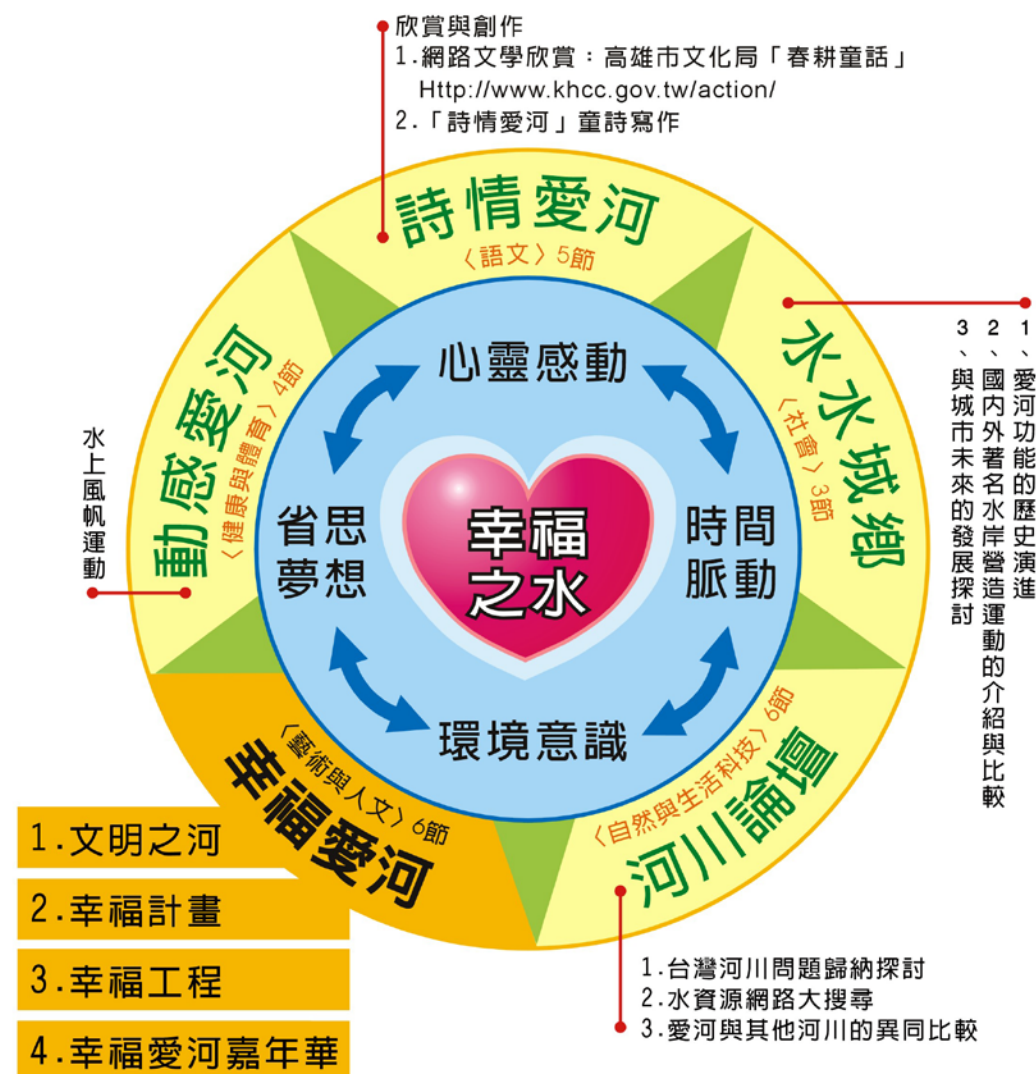 欣賞與創作
1.網路文學欣賞：高雄市文化局「春耕童話」
Http://www.khcc.gov.tw/action/
2.「詩情愛河」童詩寫作
詩情愛河
〈語文〉5節
水水城鄉
〈社會〉3節
1、愛河功能的歷史演進
2、國內外著名水岸營造運動的介紹與比較
3、與城市未來的發展探討
動感愛河
〈健康與體育〉4節
水上風帆運動
心靈感動
省思
夢想
幸福
之水
時間
脈動
環境意識
〈藝術與人文〉6節
幸福愛河
1.文明之河
2.幸福計畫
3.幸福工程
4.幸福愛河嘉年華
〈自然與生活科技〉6節
河川論壇
1.台灣河川問題歸納探討
2.水資源網路大搜尋
3.愛河與其他河川的異同比較